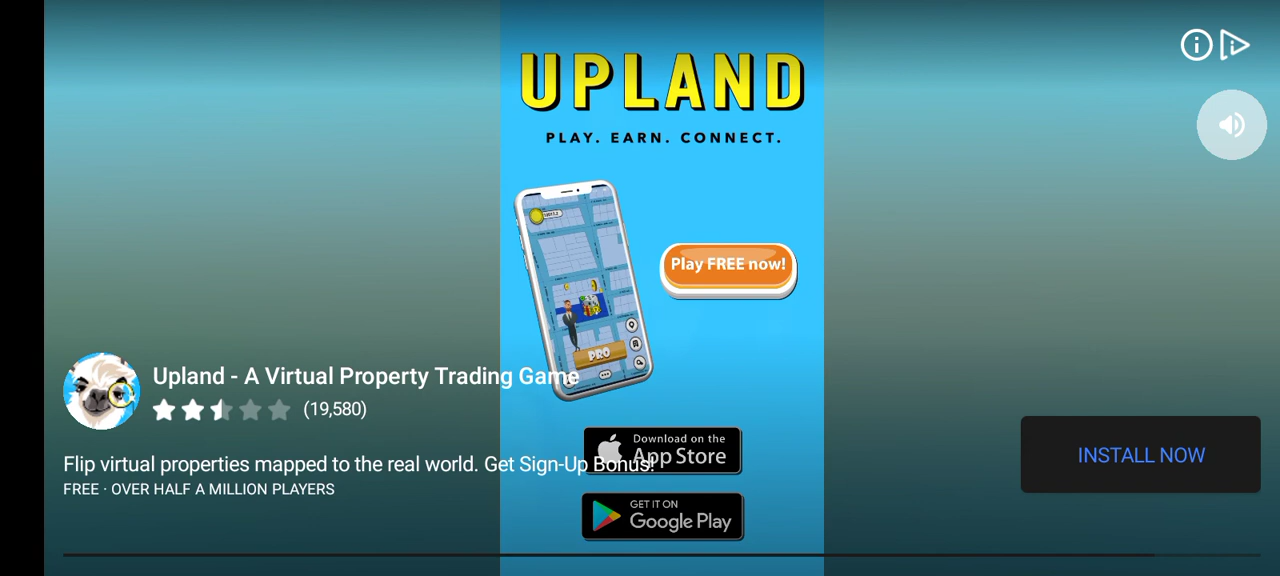 UPLAND
PLAY. EARN. CONNECT.
Play FREE now!
PRO
Upland - A Virtual Property Trading Game
(19,580)
Download on the
App Store
Flip virtual properties mapped to the real world. Get Sign-Up Bonus!
FREE · OVER HALF A MILLION PLAYERS
INSTALL NOW
GET IT ON
Google Play